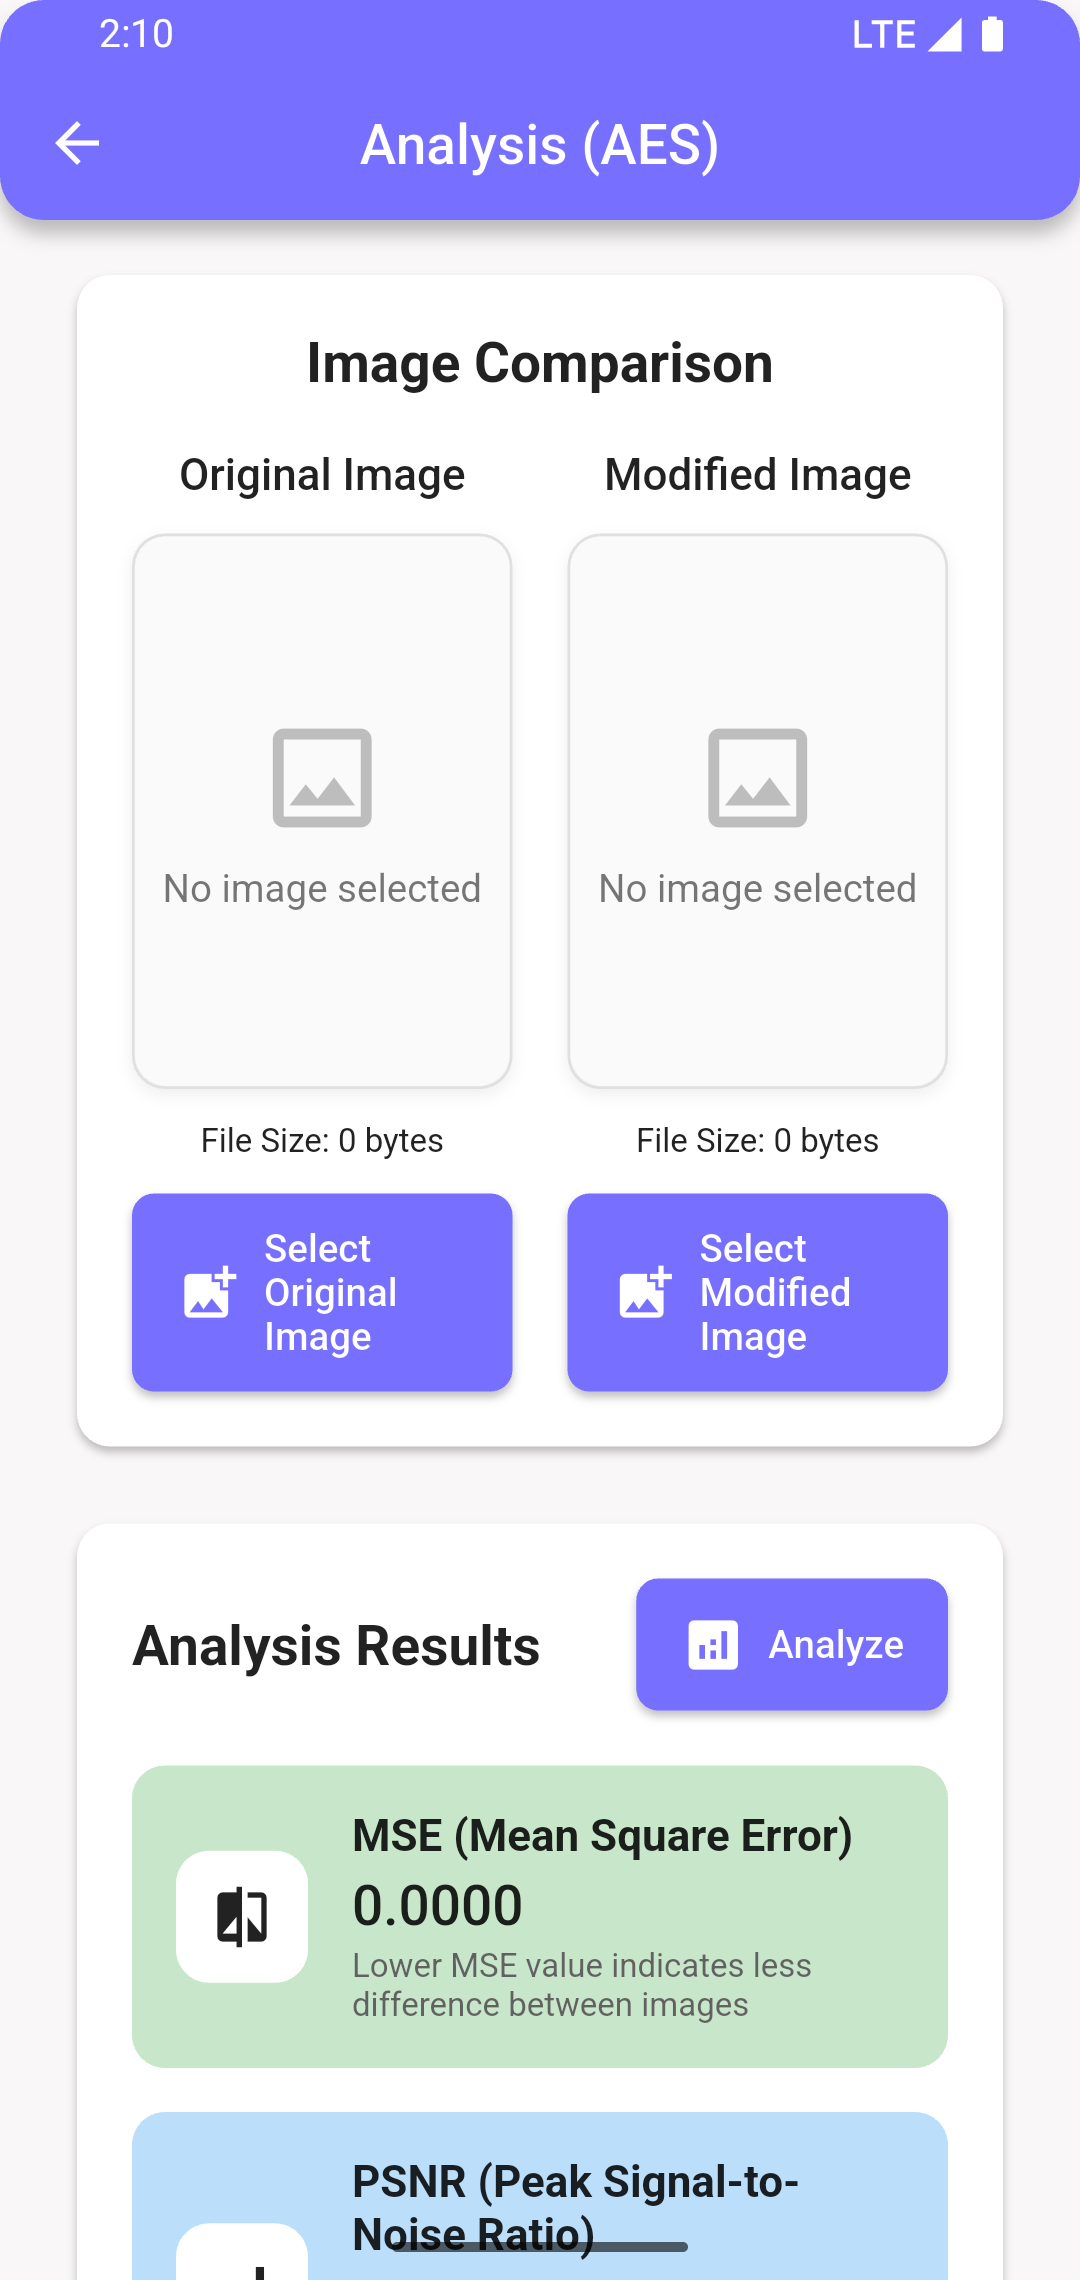 2:10
LTE
Analysis (AES)
Image Comparison
Original Image
Modified Image
No image selected
No image selected
File Size: 0 bytes
File Size: 0 bytes
Select
Original
Image
Select
Modified
Image
Analysis Results
Analyze
MSE (Mean Square Error)
0.0000
Lower MSE value indicates less
difference between images
PSNR (Peak Signal-to-
Noise Ratio)